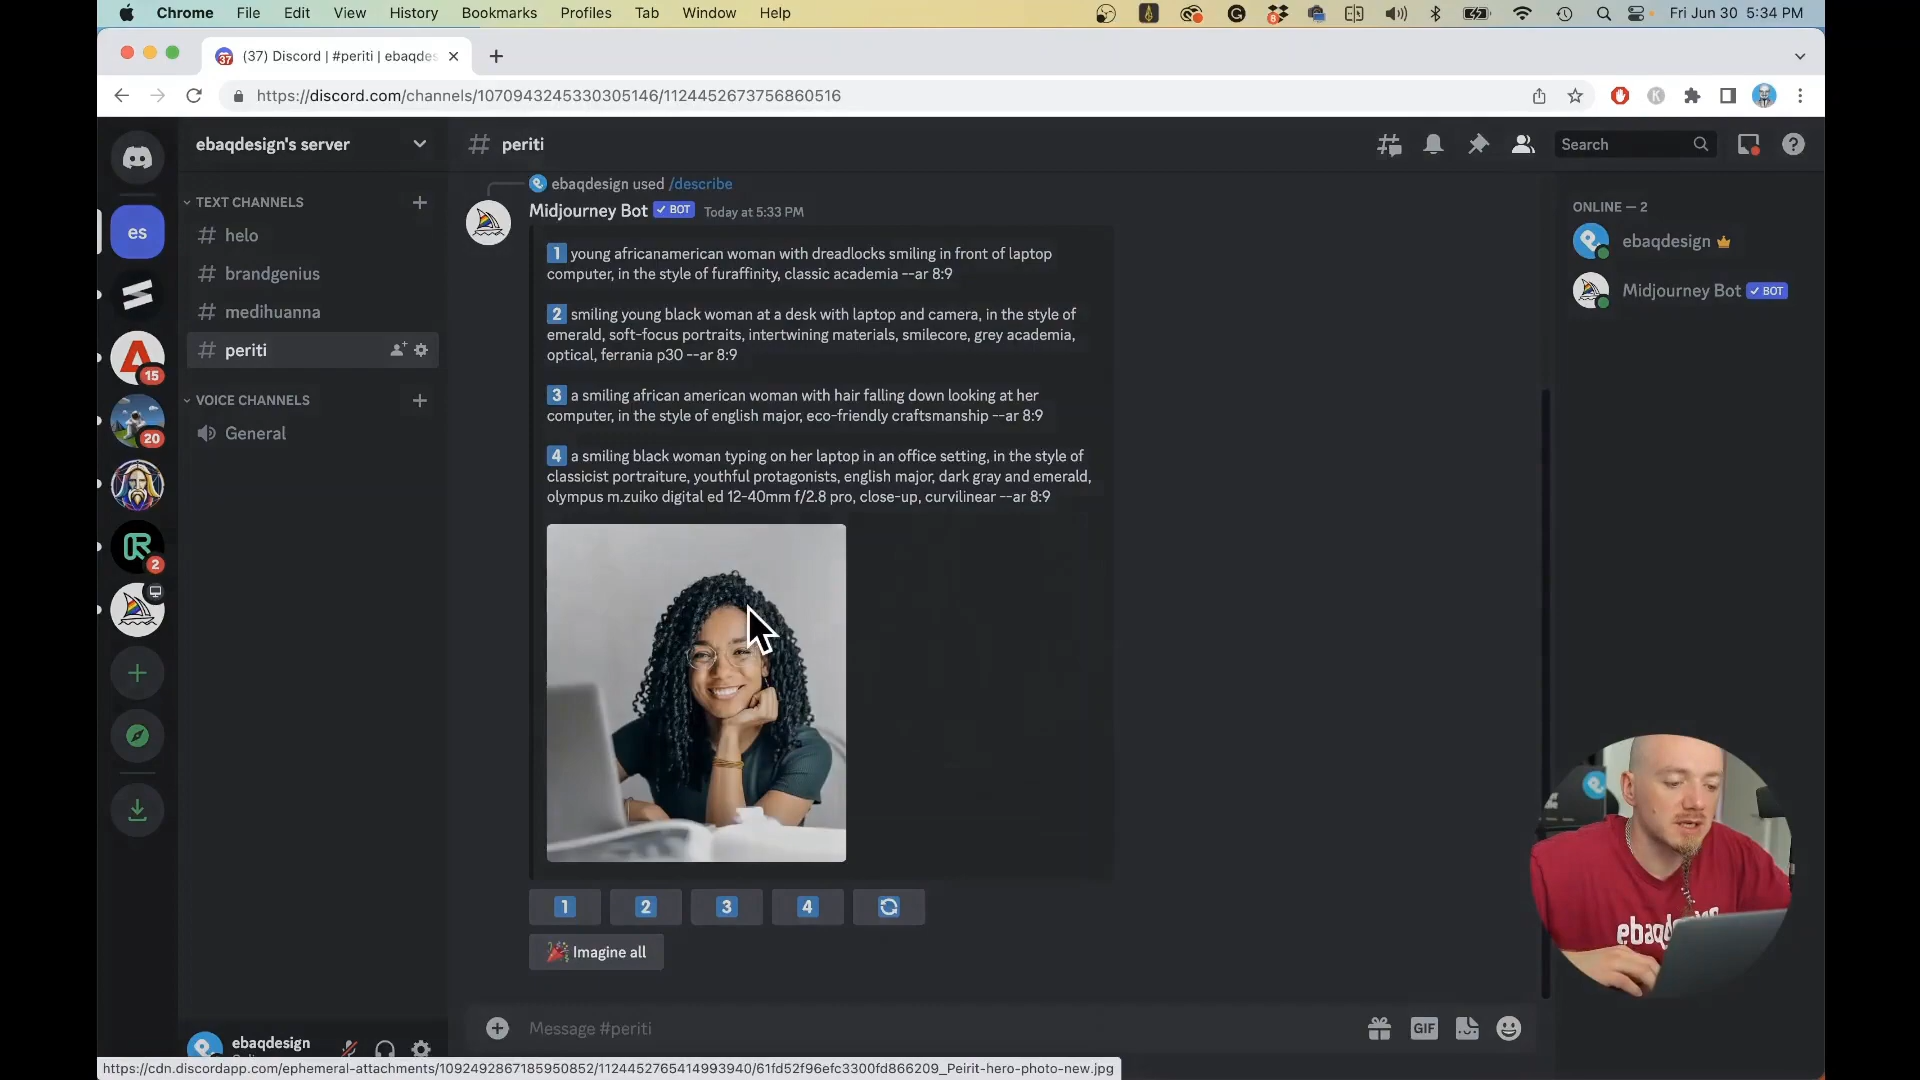 Chrome File Edit View History Bookmarks Profiles Tab Window Help
8
Fri Jun 30 5:34 PM
37 (37) Discord | #periti | ebaqdes
https://discord.com/channels/1070943245330305146/1124452673756860516
K
ebaqdesign's server
# periti
Search
ebaqdesign used /describe
Midjourney Bot ✓ BOT Today at 5:33 PM
TEXT CHANNELS
ONLINE — 2
es
# helo
ebaqdesign
# brandgenius
# medihuanna
Midjourney Bot ✓ BOT
# periti
15
VOICE CHANNELS
General
20
2
1 young africanamerican woman with dreadlocks smiling in front of laptop
computer, in the style of furaffinity, classic academia --ar 8:9
2 smiling young black woman at a desk with laptop and camera, in the style of
emerald, soft-focus portraits, intertwining materials, smilecore, grey academia,
optical, ferrania p30 --ar 8:9
3 a smiling african american woman with hair falling down looking at her
computer, in the style of english major, eco-friendly craftsmanship --ar 8:9
4 a smiling black woman typing on her laptop in an office setting, in the style of
classicist portraiture, youthful protagonists, english major, dark gray and emerald,
olympus m.zuiko digital ed 12-40mm f/2.8 pro, close-up, curvilinear --ar 8:9
1 2 3 4
Imagine all
Message #periti
GIF
ebaqdesign
https://cdn.discordapp.com/ephemeral-attachments/1092492867185950852/1124452765414993940/61fd52f96efc3300fd866209_Peirit-hero-photo-new.jpg